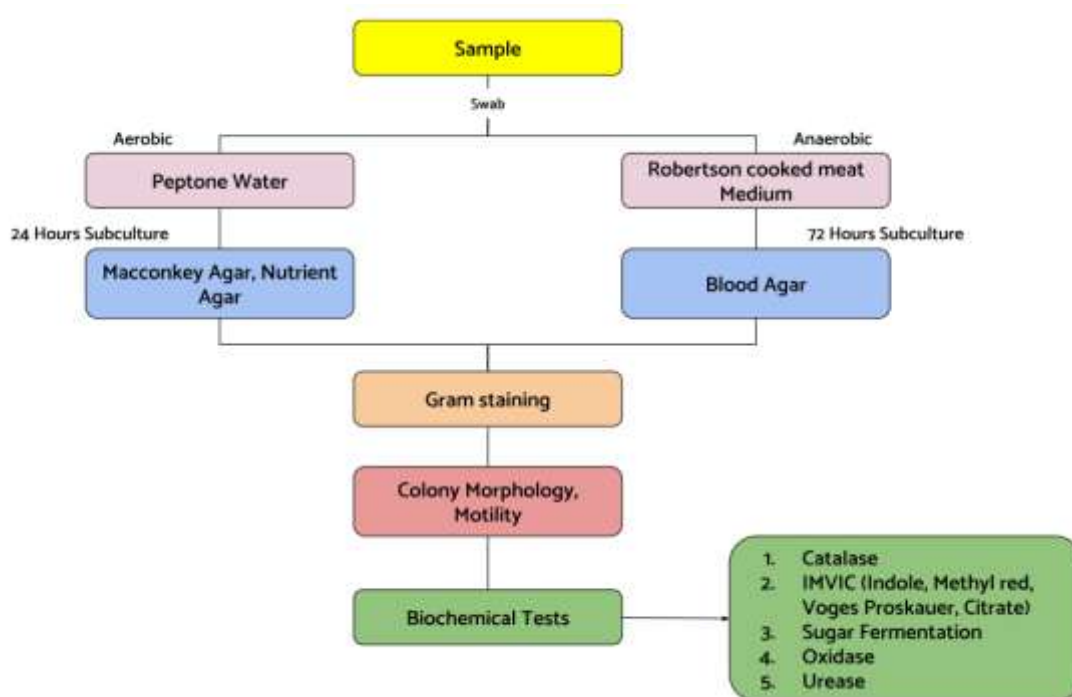 Sample
Swab
Aerobic
Anaerobic
Peptone Water
Robertson cooked meat
Medium
24 Hours Subculture
72 Hours Subculture
Macconkey Agar, Nutrient
Agar
Blood Agar
Gram staining
Colony Morphology,
Motility
Biochemical Tests
1. Catalase
2. IMVIC (Indole, Methyl red,
Voges Proskauer, Citrate)
3. Sugar Fermentation
4. Oxidase
5. Urease